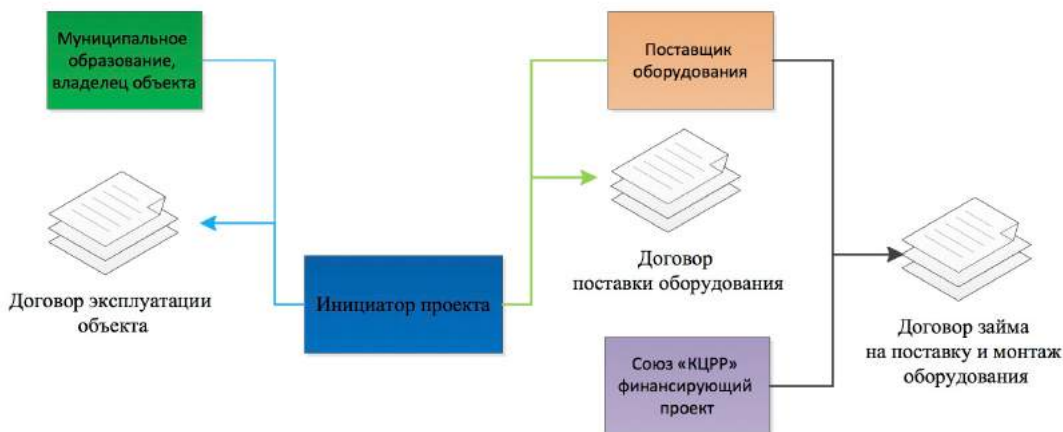 Муниципальное
образование,
владелец объекта
Поставщик
оборудования
Договор эксплуатации
объекта
Инициатор проекта
Договор
поставки оборудования
Союз «КЦРР»
финансирующий
проект
Договор займа
на поставку и монтаж
оборудования